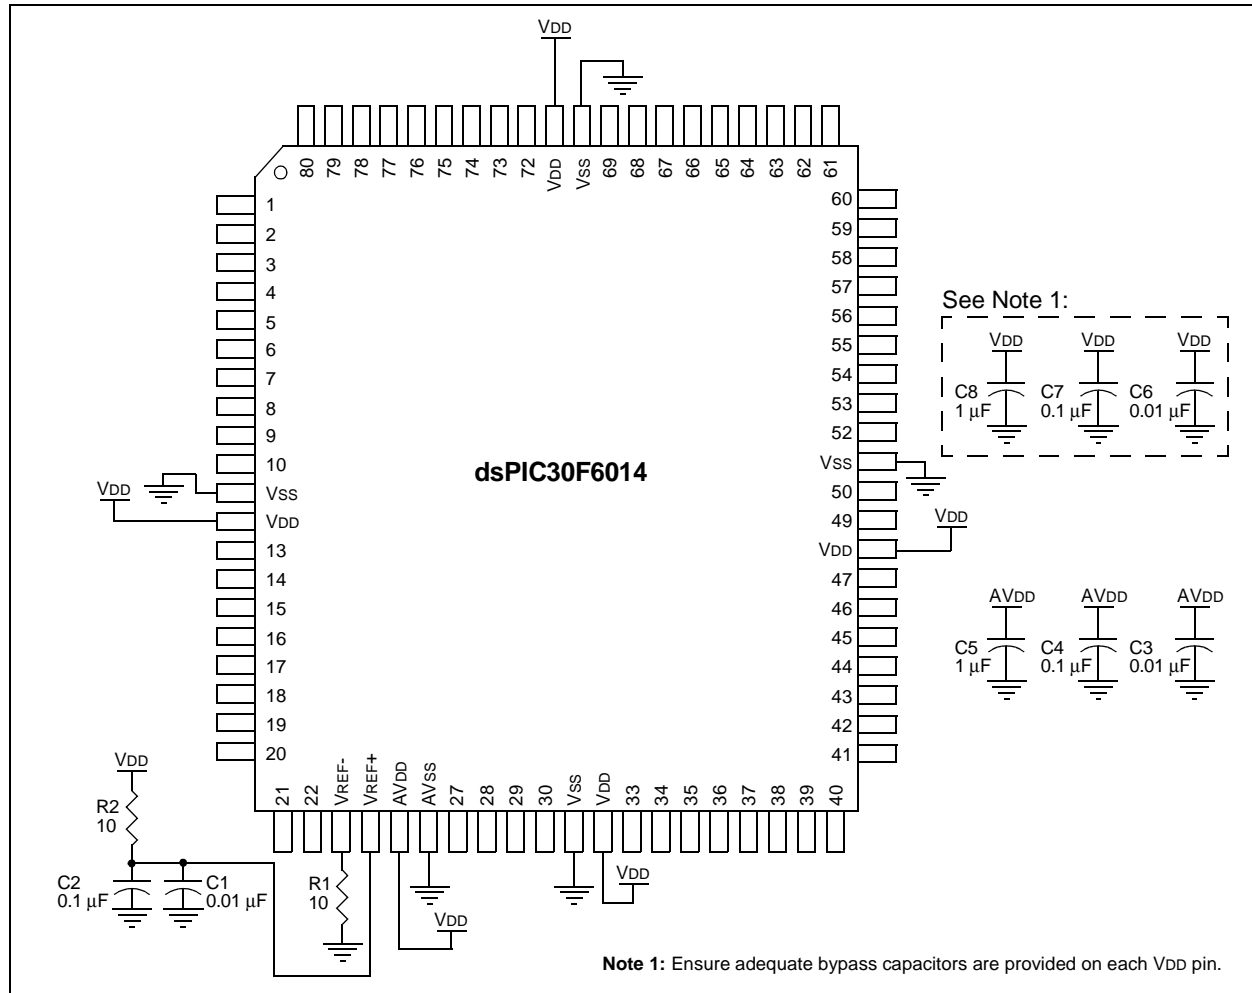 VDD
80 79 78 77 76 75 74 73 72 VDD VSS 69 68 67 66 65 64 63 62 61
1
2
3
4
5
6
7
8
9
10
VSS
VDD
VDD
13
14
15
16
17
18
19
20
dsPIC30F6014
60
59
58
57
56
55
54
53
52
VSS
50
49
VDD
VDD
47
46
45
44
43
42
41
21 22 VREF- VREF+ AVDD AVSS 27 28 29 30 VSS VDD 33 34 35 36 37 38 39 40
See Note 1:
VDD VDD VDD
C8 C7 C6
1 µF 0.1 µF 0.01 µF
AVDD AVDD AVDD
C5 C4 C3
1 µF 0.1 µF 0.01 µF
VDD
R2
10
C2 C1
0.1 µF 0.01 µF
R1
10
VDD
VDD
Note 1: Ensure adequate bypass capacitors are provided on each VDD pin.